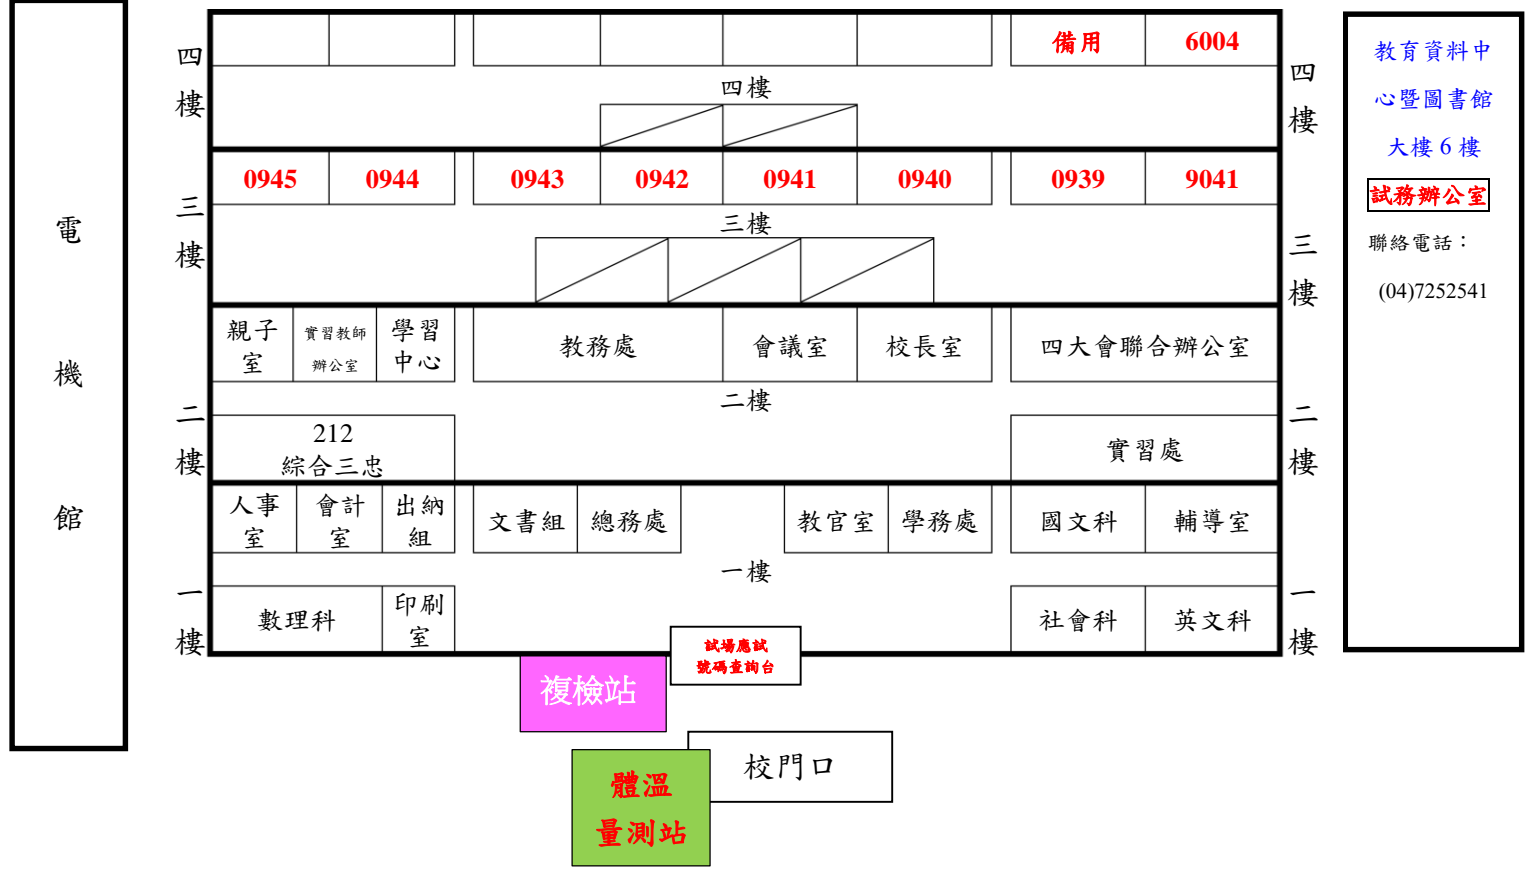 電
機
館
四
樓
備用
6004
四樓
四
樓
三
樓
0945
0944
0943
0942
0941
0940
0939
9041
三樓
三
樓
親子
室
實習教師
辦公室
學習
中心
教務處
會議室
校長室
四大會聯合辦公室
二樓
二
樓
212
綜合三忠
實習處
二
樓
人事
室
會計
室
出納
組
文書組
總務處
教官室
學務處
國文科
輔導室
一樓
一
樓
數理科
印刷
室
社會科
英文科
一
樓
試場應試
號碼查詢台
複檢站
校門口
體溫
量測站
教育資料中
心暨圖書館
大樓 6 樓
試務辦公室
聯絡電話：
(04)7252541